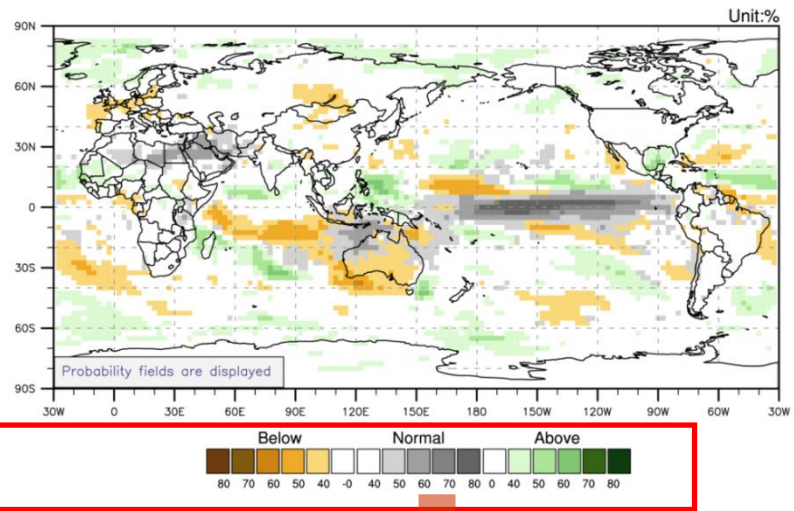 Unit:%
90N
60N
30N
0
30S
60S
90S
Probability fields are displayed
30W 0 30E 60E 90E 120E 150E 180 150W 120W 90W 60W 30W
Below Normal Above
80 70 60 50 40 -0 40 50 60 70 80 0 40 50 60 70 80